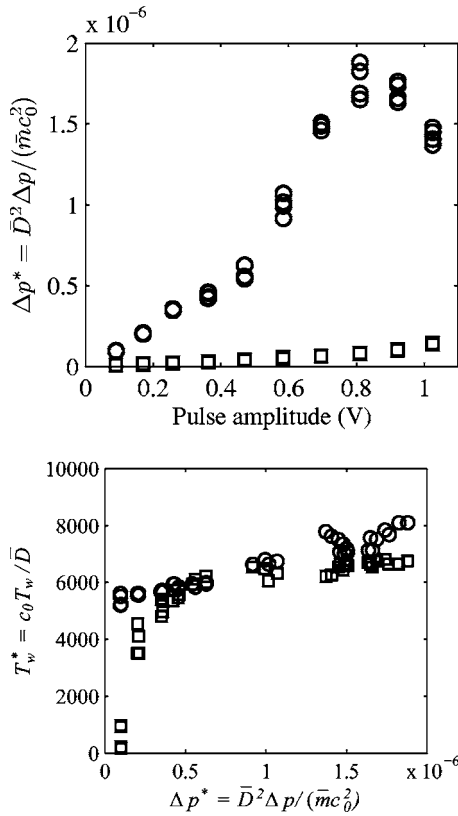 × 10⁻⁶
2
1.5
1
0.5
0
Δp* = D̄²Δp/(m̄c₀²)
0 0.2 0.4 0.6 0.8 1
Pulse amplitude (V)
10000
8000
6000
4000
2000
0
T_w* = c₀T_w/D̄
0 0.5 1 1.5
× 10⁻⁶
Δp* = D̄²Δp/(m̄c₀²)